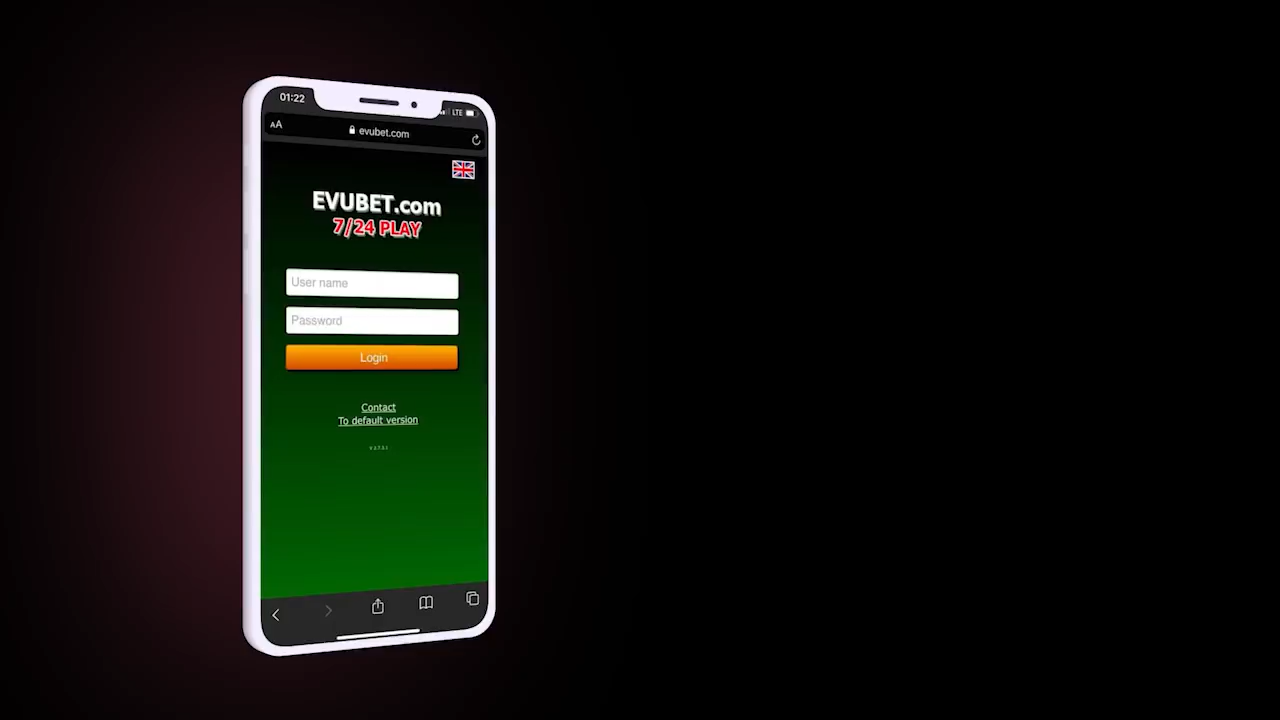 01:22
LTE
AA
evubet.com
EVUBET.com
7/24 PLAY
User name
Password
Login
Contact
To default version